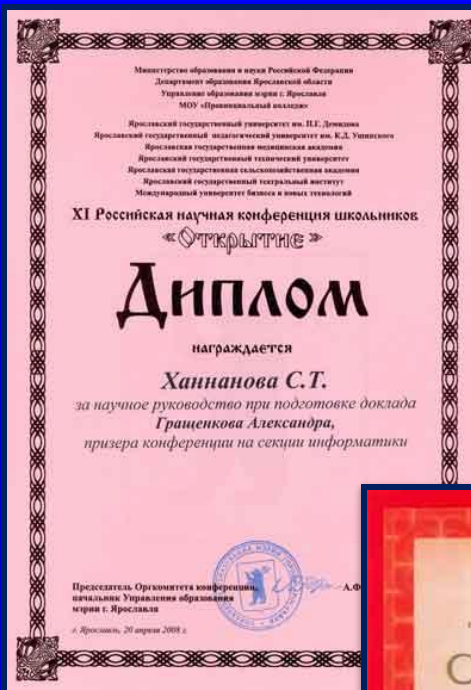 Министерство образования и науки Российской Федерации
Департамент образования Ярославской области
Управление образования мэрии г. Ярославля
МОУ «Провинциальный колледж»
Ярославский государственный университет им. П.Г. Демидова
Ярославский государственный педагогический университет им. К.Д. Ушинского
Ярославская государственная медицинская академия
Ярославский государственный технический университет
Ярославская государственная сельскохозяйственная академия
Ярославский государственный театральный институт
Международный университет бизнеса и новых технологий
XI Российская научная конференция школьников
«Открытие»
Диплом
награждается
Ханнанова С.Т.
за научное руководство при подготовке доклада
Гращенкова Александра,
призера конференции на секции информатики
Председатель Оргкомитета конференции,
начальник Управления образования
мэрии г. Ярославля
А.Ф
г. Ярославль, 20 апреля 2008 г.
С